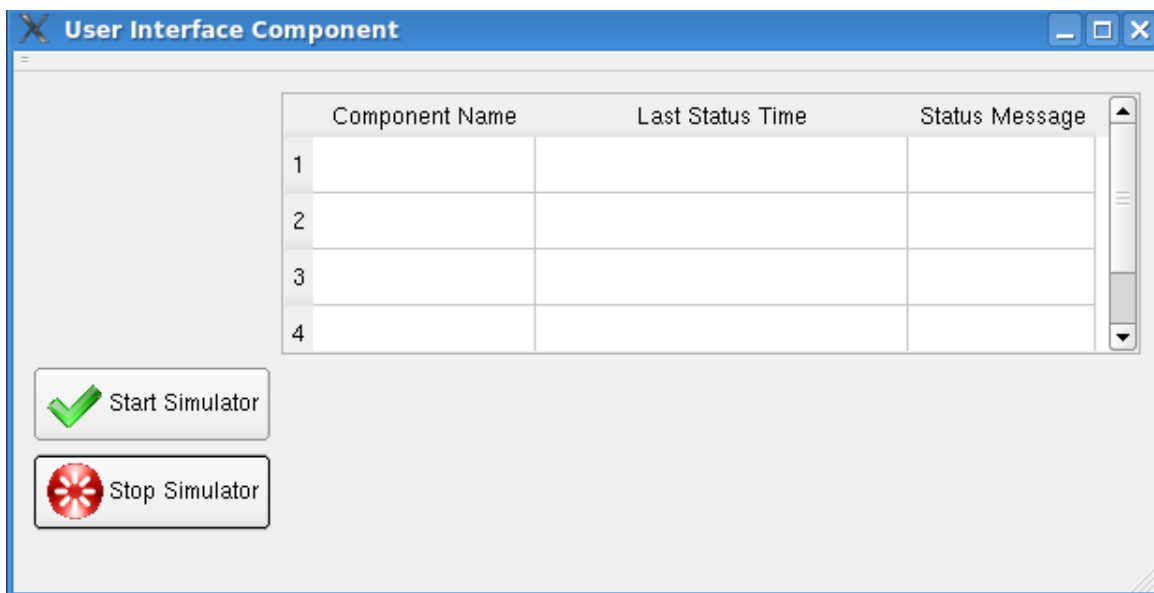 User Interface Component
Component Name Last Status Time Status Message
1
2
3
4
Start Simulator
Stop Simulator